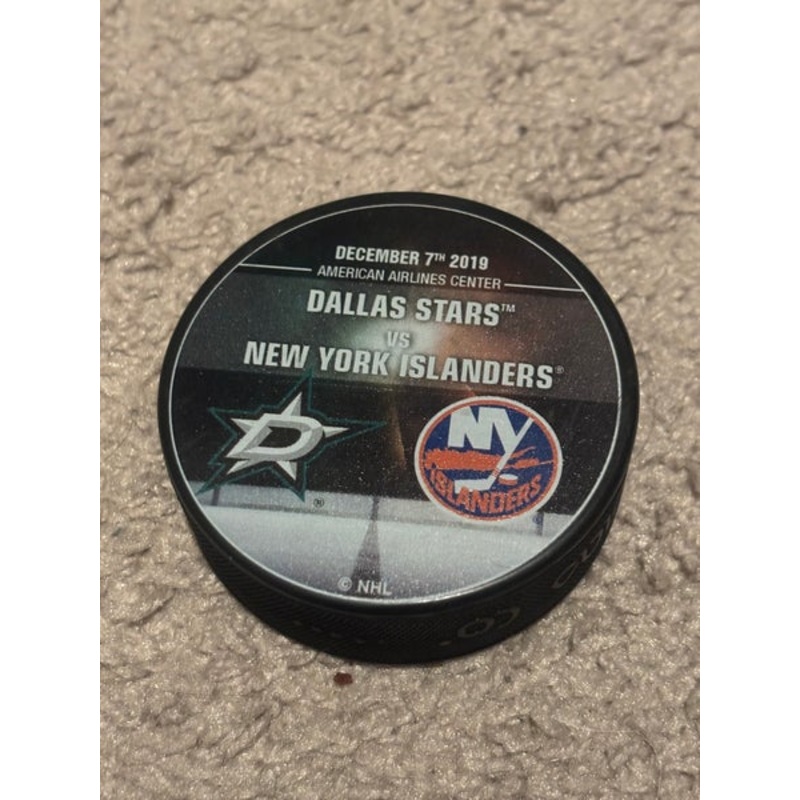 DECEMBER 7TH 2019
AMERICAN AIRLINES CENTER
DALLAS STARS™
VS
NEW YORK ISLANDERS®
D
®
NY
ISLANDERS
© NHL